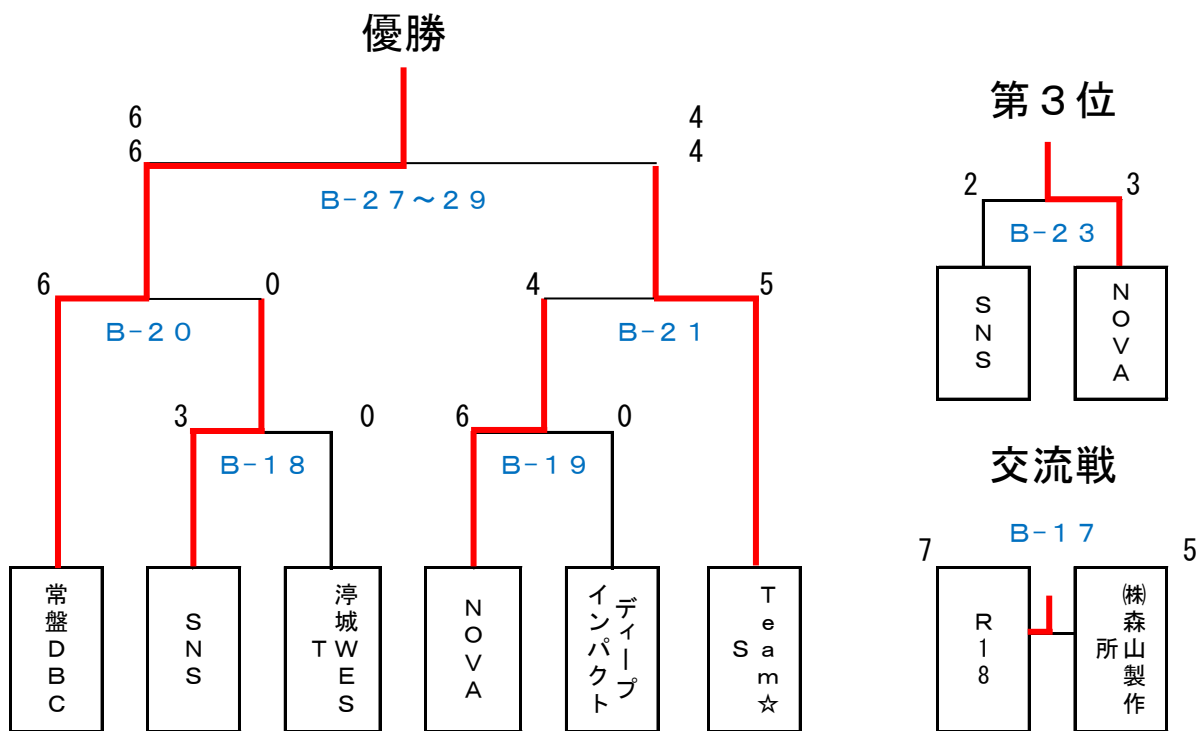 優勝
6 4
6 4
B-27～29
6 0
B-20
4 5
B-21
3 0
B-18
6 0
B-19
常盤DBC
SNS
渟城WEST
NOVA
ディープインパクト
Team☆S
第3位
2 3
B-23
SNS
NOVA
交流戦
B-17
7 5
R18
㈱森山製作所